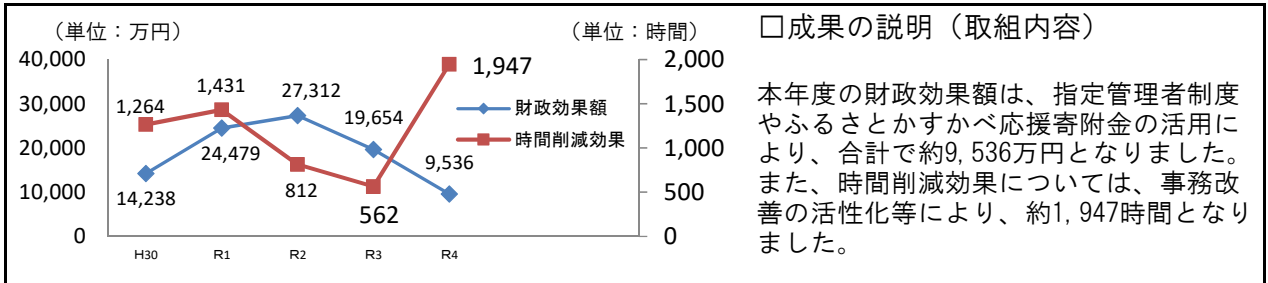 （単位：万円）
（単位：時間）
40,000
30,000
20,000
10,000
0
2,000
1,500
1,000
500
0
1,264
1,431
812
562
1,947
14,238
24,479
27,312
19,654
9,536
財政効果額
時間削減効果
H30 R1 R2 R3 R4
□成果の説明（取組内容）
本年度の財政効果額は、指定管理者制度
やふるさとかすかべ応援寄附金の活用に
より、合計で約9,536万円となりました。
また、時間削減効果については、事務改
善の活性化等により、約1,947時間となり
ました。